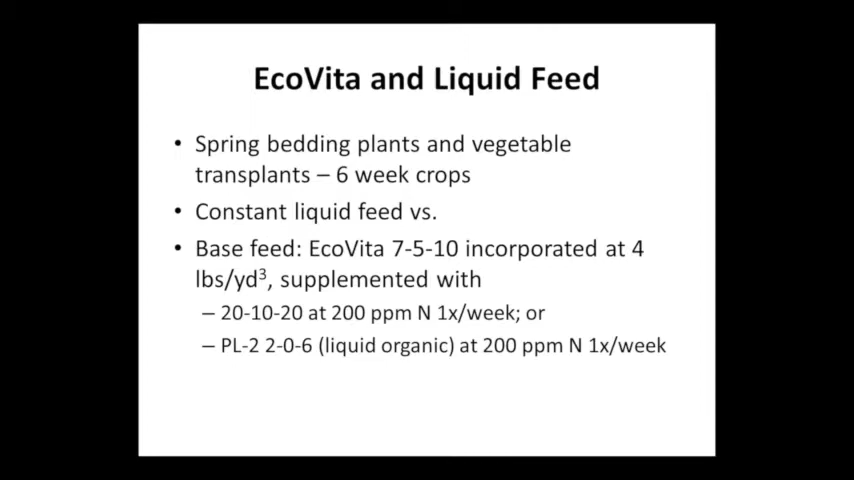 EcoVita and Liquid Feed
• Spring bedding plants and vegetable
transplants – 6 week crops
• Constant liquid feed vs.
• Base feed: EcoVita 7-5-10 incorporated at 4
lbs/yd³, supplemented with
– 20-10-20 at 200 ppm N 1x/week; or
– PL-2 2-0-6 (liquid organic) at 200 ppm N 1x/week